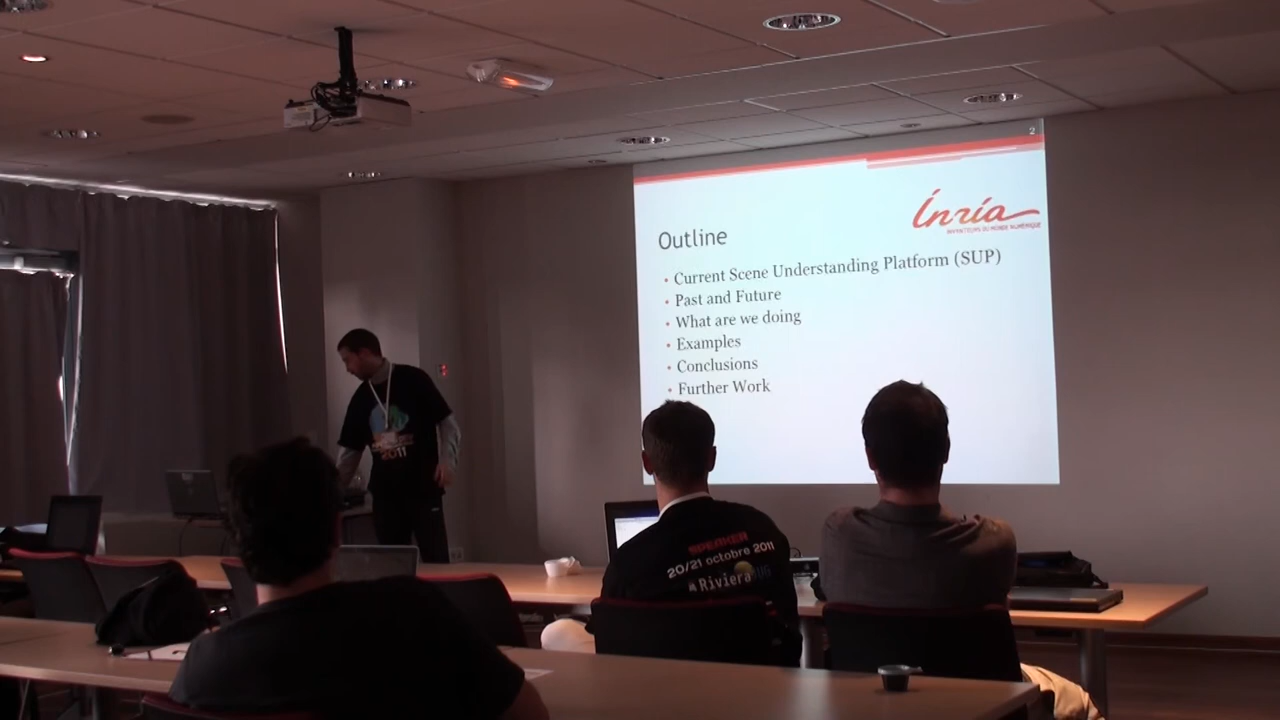 2
Inria
INVENTEURS DU MONDE NUMÉRIQUE
Outline
• Current Scene Understanding Platform (SUP)
• Past and Future
• What are we doing
• Examples
• Conclusions
• Further Work
2011
SPEAKER
20/21 octobre 2011
RivieraJUG